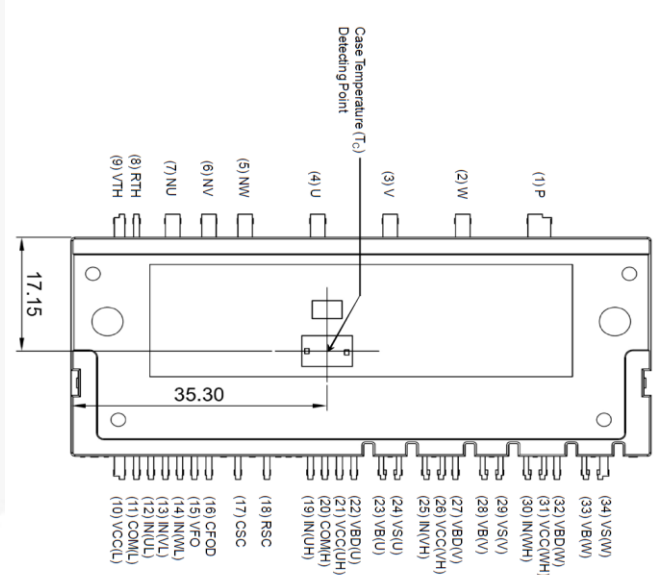 Case Temperature (Tc)
Detecting Point
(9) VTH
(8) RTH
(7) NU
(6) NV
(5) NW
(4) U
(3) V
(2) W
(1) P
17.15
35.30
(10) VCC(L)
(11) COM(L)
(12) IN(UL)
(13) IN(VL)
(14) IN(WL)
(15) VFO
(16) CFOD
(17) CSC
(18) RSC
(19) IN(UH)
(20) COM(H)
(21) VCC(UH)
(22) VBD(U)
(23) VB(U)
(24) VS(U)
(25) IN(VH)
(26) VCC(VH)
(27) VBD(V)
(28) VB(V)
(29) VS(V)
(30) IN(WH)
(31) VCC(WH)
(32) VBD(W)
(33) VB(W)
(34) VS(W)